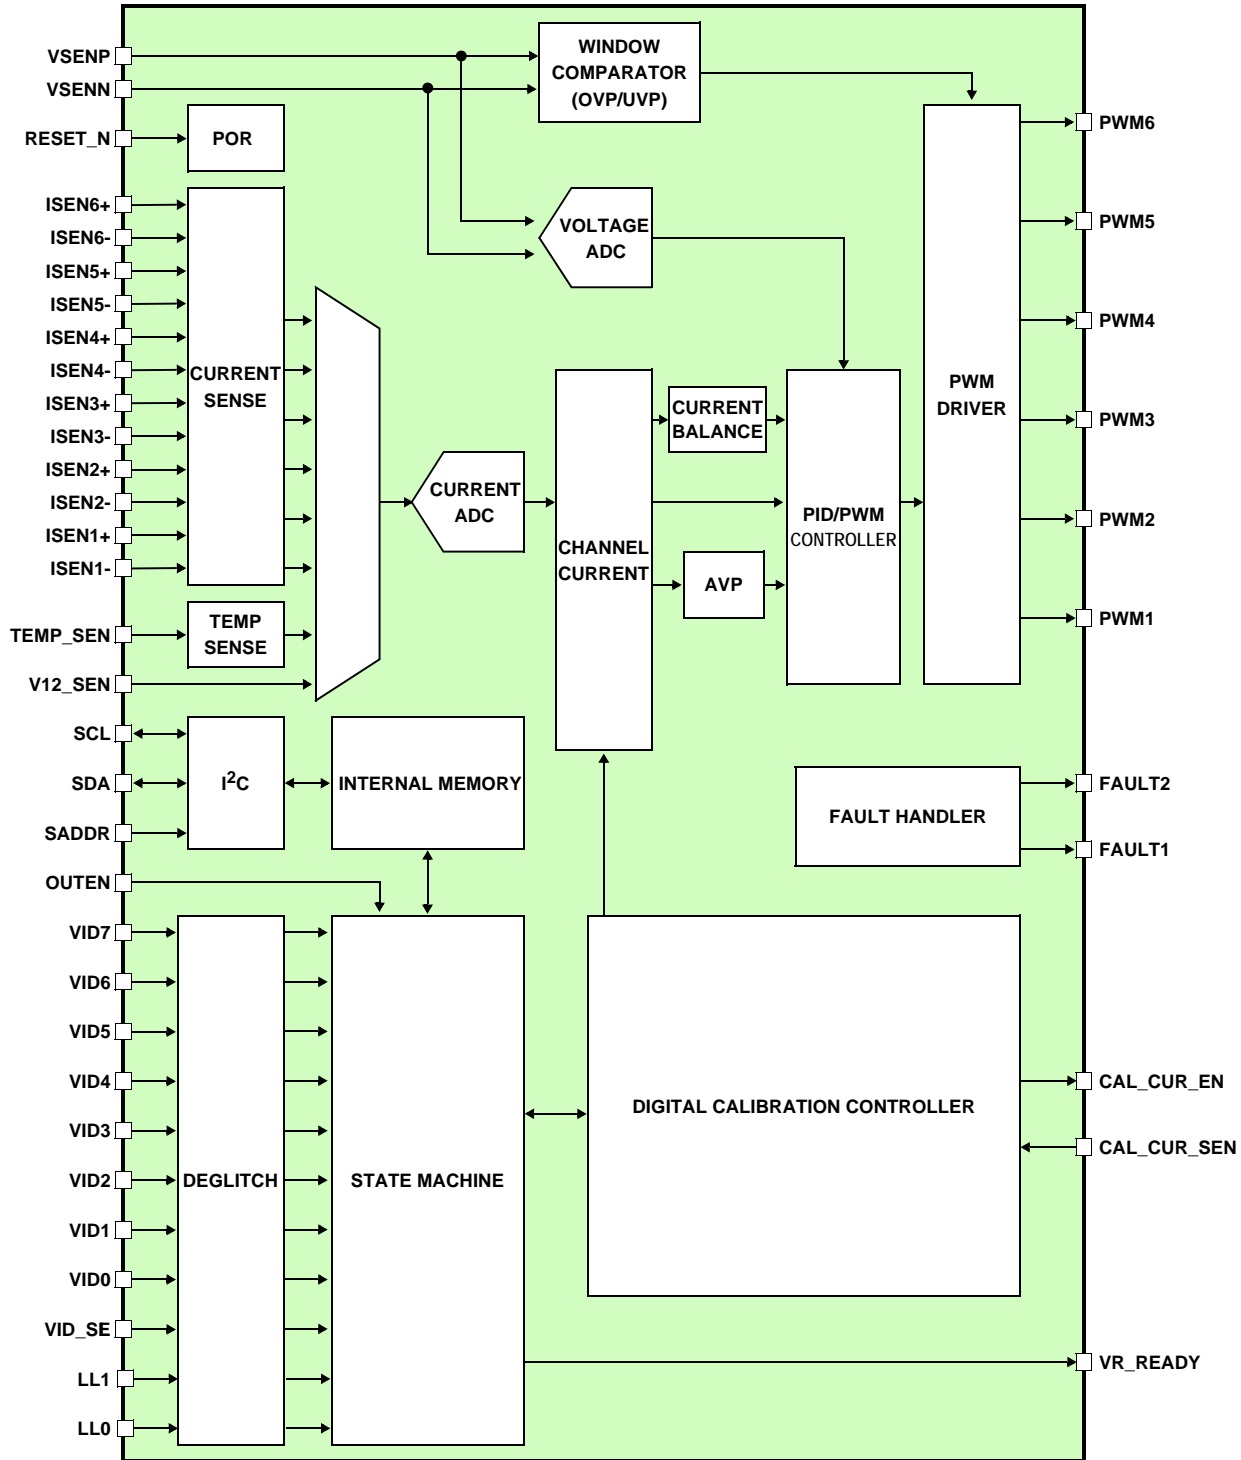 VSENP
VSENN
RESET_N
ISEN6+
ISEN6-
ISEN5+
ISEN5-
ISEN4+
ISEN4-
ISEN3+
ISEN3-
ISEN2+
ISEN2-
ISEN1+
ISEN1-
TEMP_SEN
V12_SEN
SCL
SDA
SADDR
OUTEN
VID7
VID6
VID5
VID4
VID3
VID2
VID1
VID0
VID_SE
LL1
LL0
WINDOW
COMPARATOR
(OVP/UVP)
POR
VOLTAGE
ADC
CURRENT
SENSE
TEMP
SENSE
CURRENT
ADC
CHANNEL
CURRENT
CURRENT
BALANCE
AVP
PID/PWM
CONTROLLER
PWM
DRIVER
I²C
INTERNAL MEMORY
FAULT HANDLER
DEGLITCH
STATE MACHINE
DIGITAL CALIBRATION CONTROLLER
PWM6
PWM5
PWM4
PWM3
PWM2
PWM1
FAULT2
FAULT1
CAL_CUR_EN
CAL_CUR_SEN
VR_READY